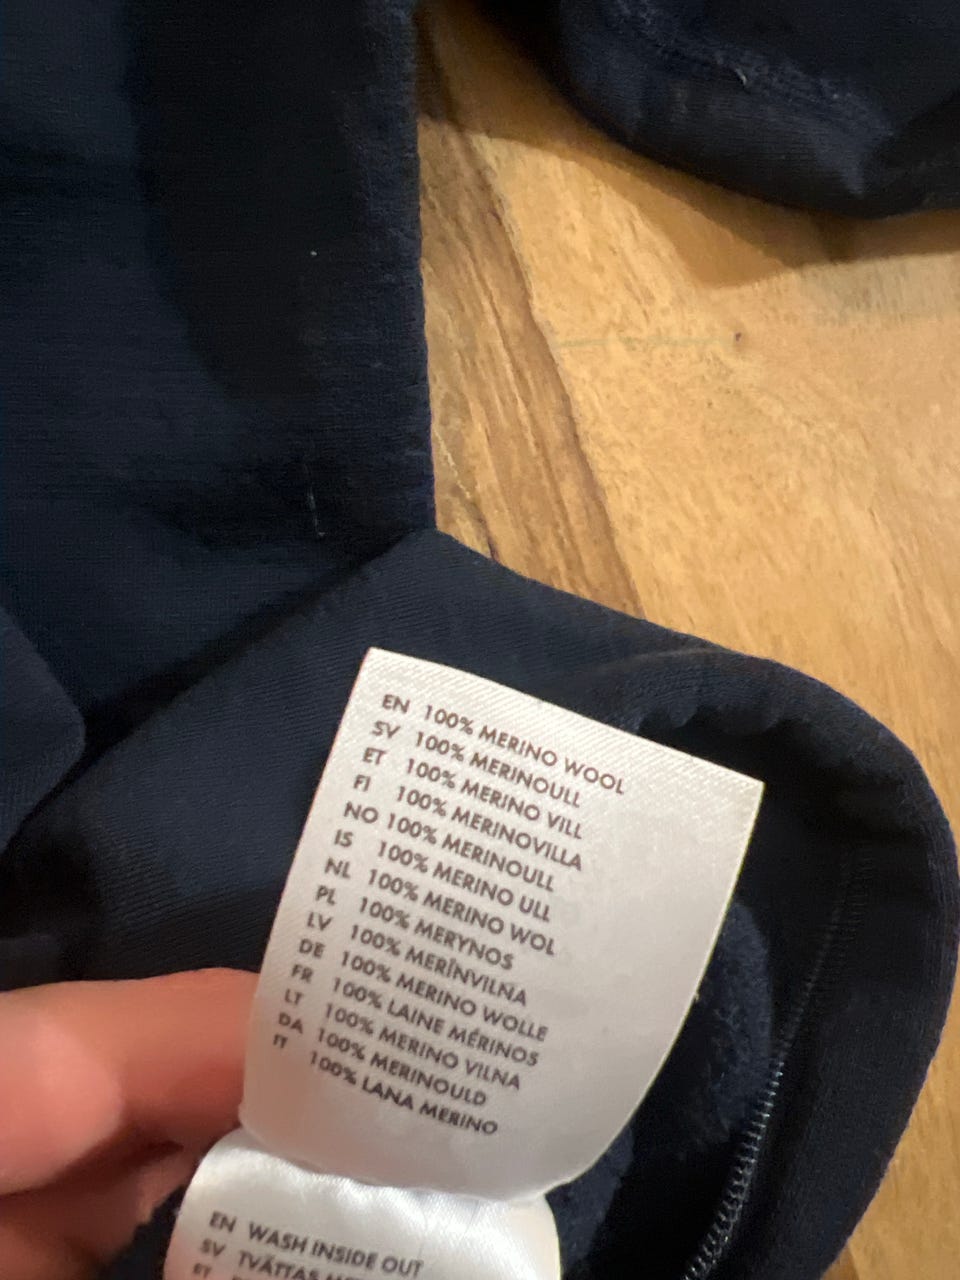 EN 100% MERINO WOOL
SV 100% MERINOULL
ET 100% MERINO VILL
FI 100% MERINOVILLA
NO 100% MERINOULL
IS 100% MERINO ULL
NL 100% MERINO WOL
PL 100% MERYNOS
LV 100% MERĪNVILNA
DE 100% MERINO WOLLE
FR 100% LAINE MÉRINOS
LT 100% MERINO VILNA
DA 100% MERINOULD
IT 100% LANA MERINO
EN WASH INSIDE OUT
SV TVÄTTAS
ET